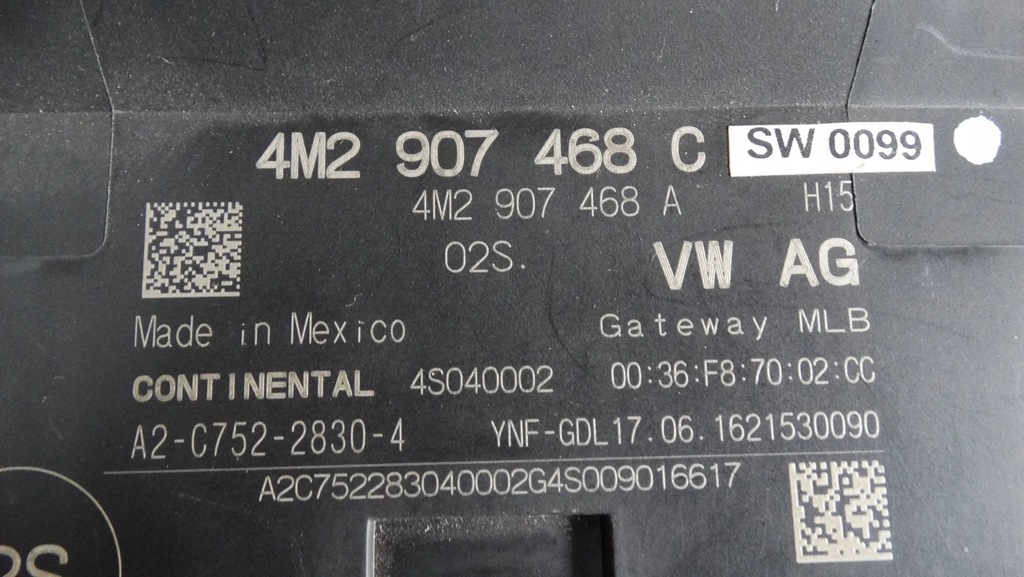 4M2 907 468 C SW 0099
4M2 907 468 A H15
02S. VW AG
Made in Mexico Gateway MLB
CONTINENTAL 4S040002 00:36:F8:70:02:CC
A2-C752-2830-4 YNF-GDL17.06.1621530090
A2C752283040002G4S009016617